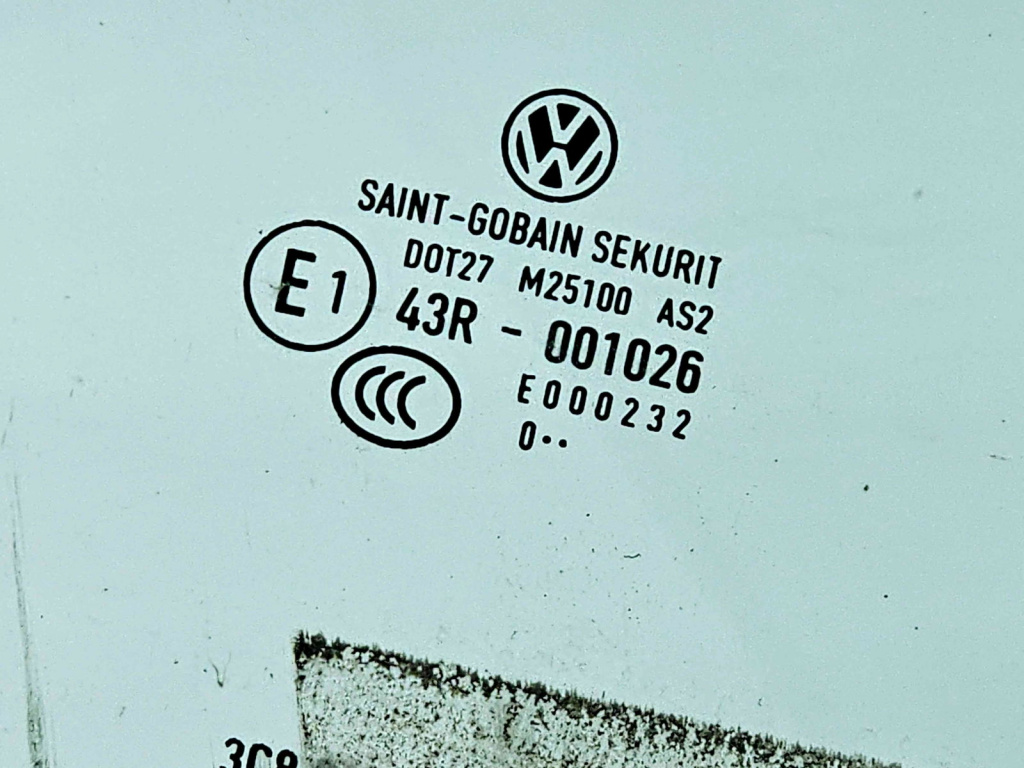 SAINT-GOBAIN SEKURIT
DOT27 M25100 AS2
E1 43R - 001026
CCC E000232
0••